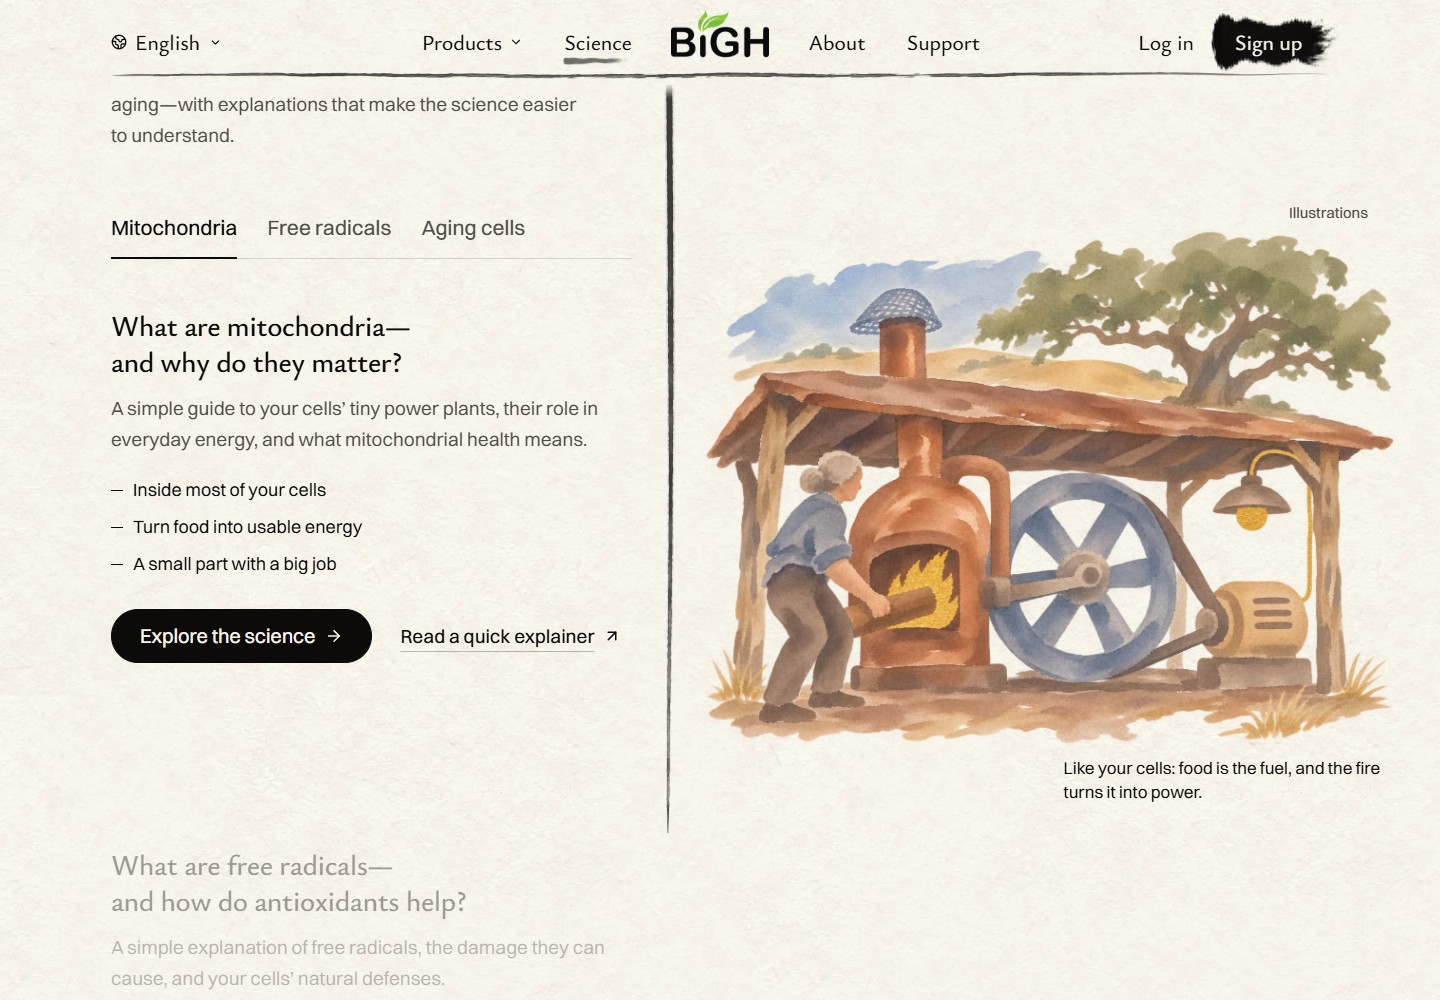 English
Products
Science
BiGH
About
Support
Log in
Sign up
aging—with explanations that make the science easier
to understand.
Mitochondria
Free radicals
Aging cells
What are mitochondria—
and why do they matter?
A simple guide to your cells’ tiny power plants, their role in
everyday energy, and what mitochondrial health means.
— Inside most of your cells
— Turn food into usable energy
— A small part with a big job
Explore the science →
Read a quick explainer ↗
Illustrations
Like your cells: food is the fuel, and the fire
turns it into power.
What are free radicals—
and how do antioxidants help?
A simple explanation of free radicals, the damage they can
cause, and your cells’ natural defenses.